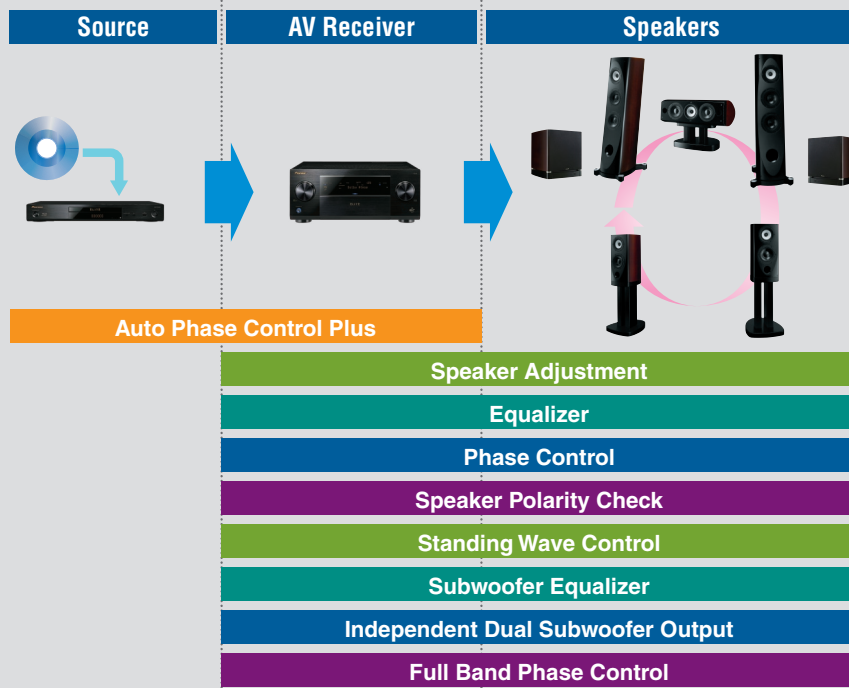 Source
AV Receiver
Speakers
Auto Phase Control Plus
Speaker Adjustment
Equalizer
Phase Control
Speaker Polarity Check
Standing Wave Control
Subwoofer Equalizer
Independent Dual Subwoofer Output
Full Band Phase Control